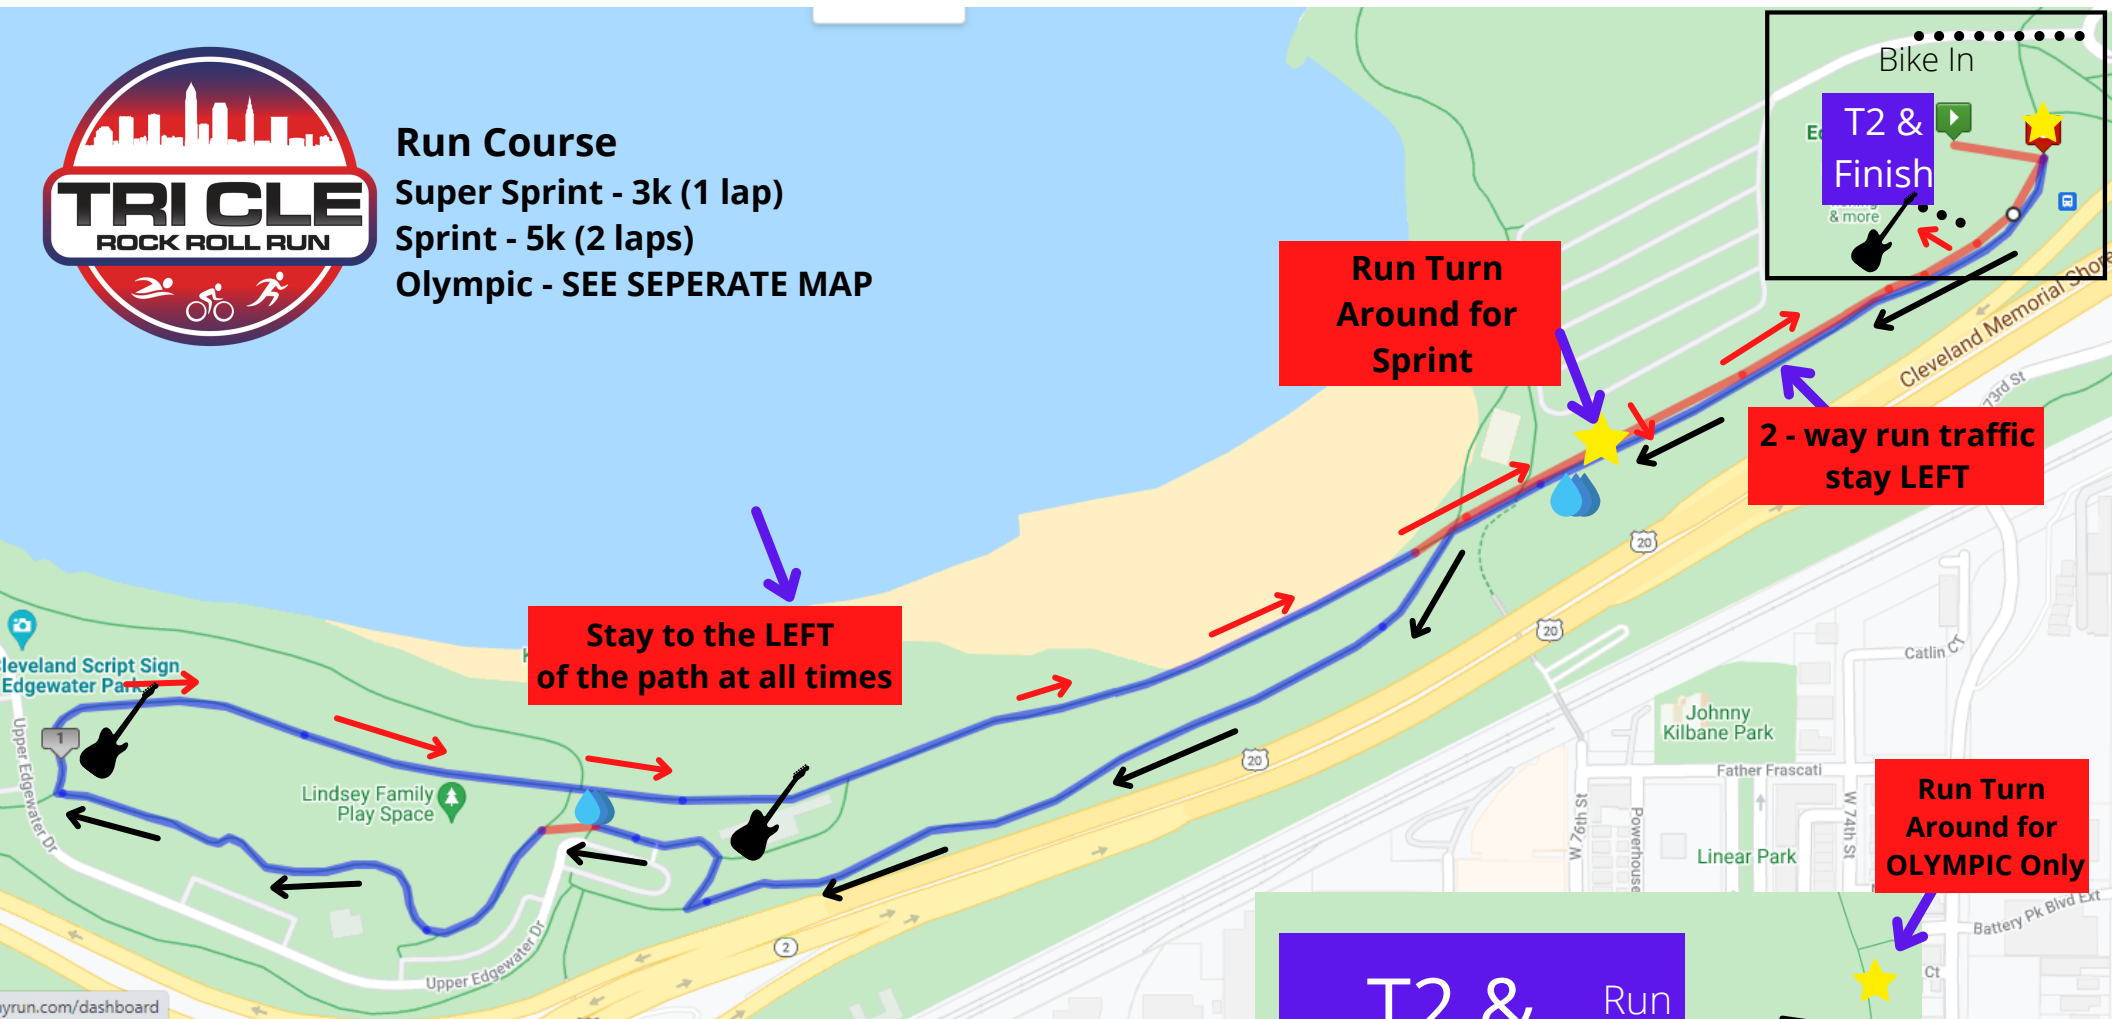 TRI CLE
ROCK ROLL RUN
Run Course
Super Sprint - 3k (1 lap)
Sprint - 5k (2 laps)
Olympic - SEE SEPERATE MAP
Bike In
T2 &
Finish
& more
Run Turn
Around for
Sprint
Cleveland Memorial Shore
73rd St
2 - way run traffic
stay LEFT
20
20
20
2
Stay to the LEFT
of the path at all times
leveland Script Sign
Edgewater Park
1
Upper Edgewater Dr
Lindsey Family
Play Space
Upper Edgewater Dr
Catlin CT
Johnny
Kilbane Park
Father Frascati
W 76th St
Powerhouse
W 74th St
Linear Park
Run Turn
Around for
OLYMPIC Only
Battery Pk Blvd Ext
Ct
T2 &
Run
yrun.com/dashboard